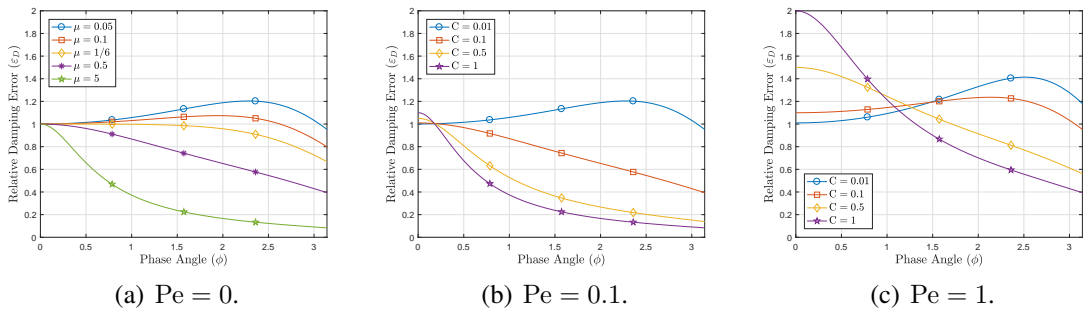 Relative Damping Error (εD)
2
1.8
1.6
1.4
1.2
1
0.8
0.6
0.4
0.2
0
μ = 0.05
μ = 0.1
μ = 1/6
μ = 0.5
μ = 5
0 0.5 1 1.5 2 2.5 3
Phase Angle (ϕ)
(a) Pe = 0.
Relative Damping Error (εD)
2
1.8
1.6
1.4
1.2
1
0.8
0.6
0.4
0.2
0
C = 0.01
C = 0.1
C = 0.5
C = 1
0 0.5 1 1.5 2 2.5 3
Phase Angle (ϕ)
(b) Pe = 0.1.
Relative Damping Error (εD)
2
1.8
1.6
1.4
1.2
1
0.8
0.6
0.4
0.2
0
C = 0.01
C = 0.1
C = 0.5
C = 1
0 0.5 1 1.5 2 2.5 3
Phase Angle (ϕ)
(c) Pe = 1.